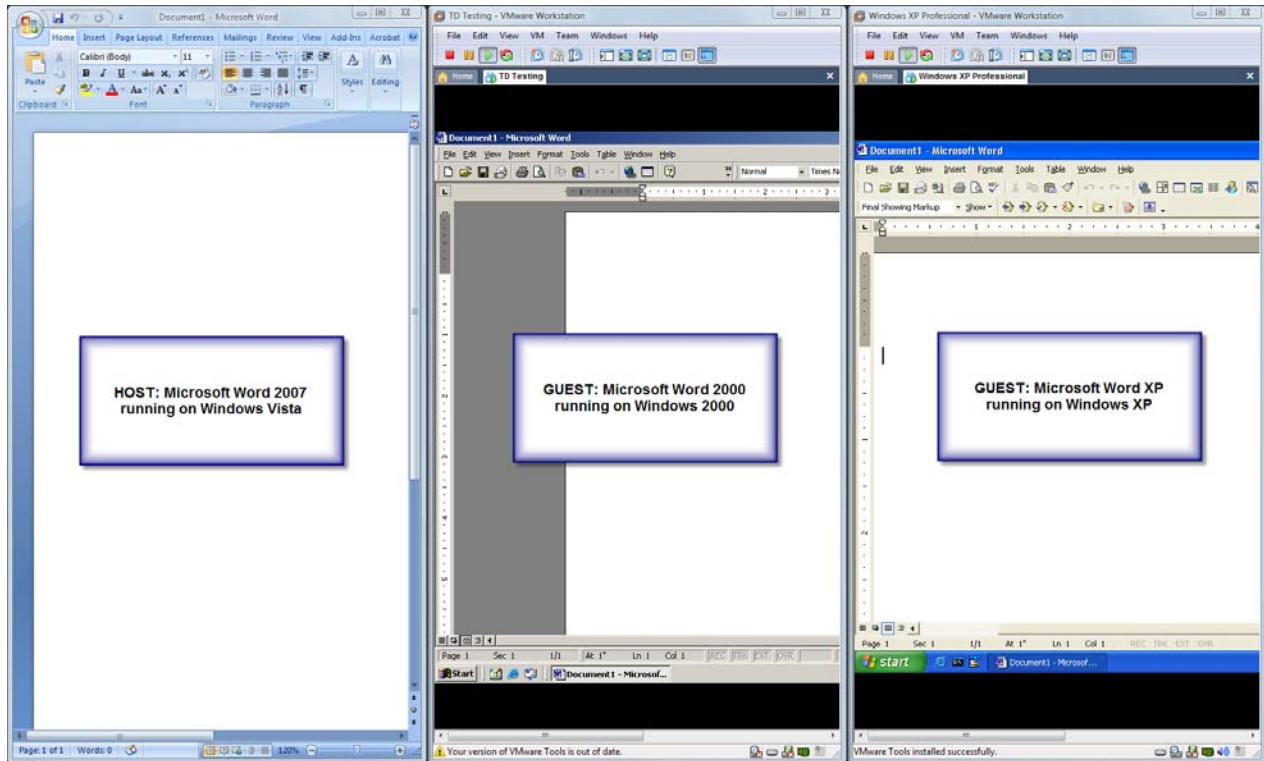 Document1 - Microsoft Word
Home Insert Page Layout References Mailings Review View Add-Ins Acrobat
Calibri (Body) 11
Paste
Styles Editing
Clipboard Font Paragraph
HOST: Microsoft Word 2007
running on Windows Vista
Page: 1 of 1 Words: 0 120%
TD Testing - VMware Workstation
File Edit View VM Team Windows Help
Home TD Testing
Document1 - Microsoft Word
File Edit View Insert Format Tools Table Window Help
Normal Times N
GUEST: Microsoft Word 2000
running on Windows 2000
Page 1 Sec 1 1/1 At 1" Ln 1 Col 1 REC TRK EXT OVR
Start Document1 - Microsof...
Your version of VMware Tools is out of date.
Windows XP Professional - VMware Workstation
File Edit View VM Team Windows Help
Home Windows XP Professional
Document1 - Microsoft Word
File Edit View Insert Format Tools Table Window Help
Final Showing Markup Show
GUEST: Microsoft Word XP
running on Windows XP
Page 1 Sec 1 1/1 At 1" Ln 1 Col 1 REC TRK EXT OVR
start Document1 - Microsof...
VMware Tools installed successfully.